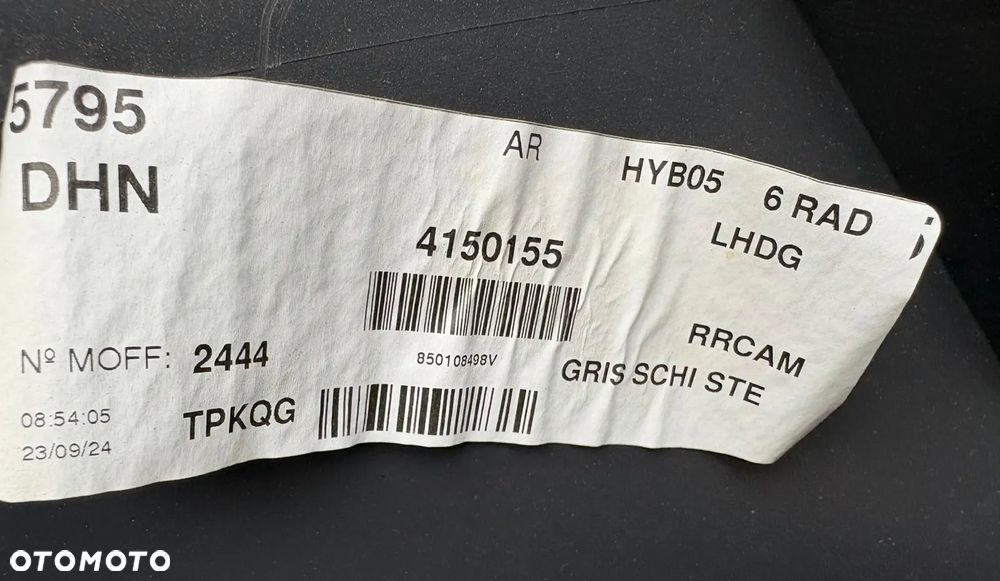 5795
DHN
AR
HYB05 6 RAD
LHDG
4150155
RRCAM
850108498V
GRIS SCHI STE
Nº MOFF: 2444
TPKQG
08:54:05
23/09/24
OTOMOTO